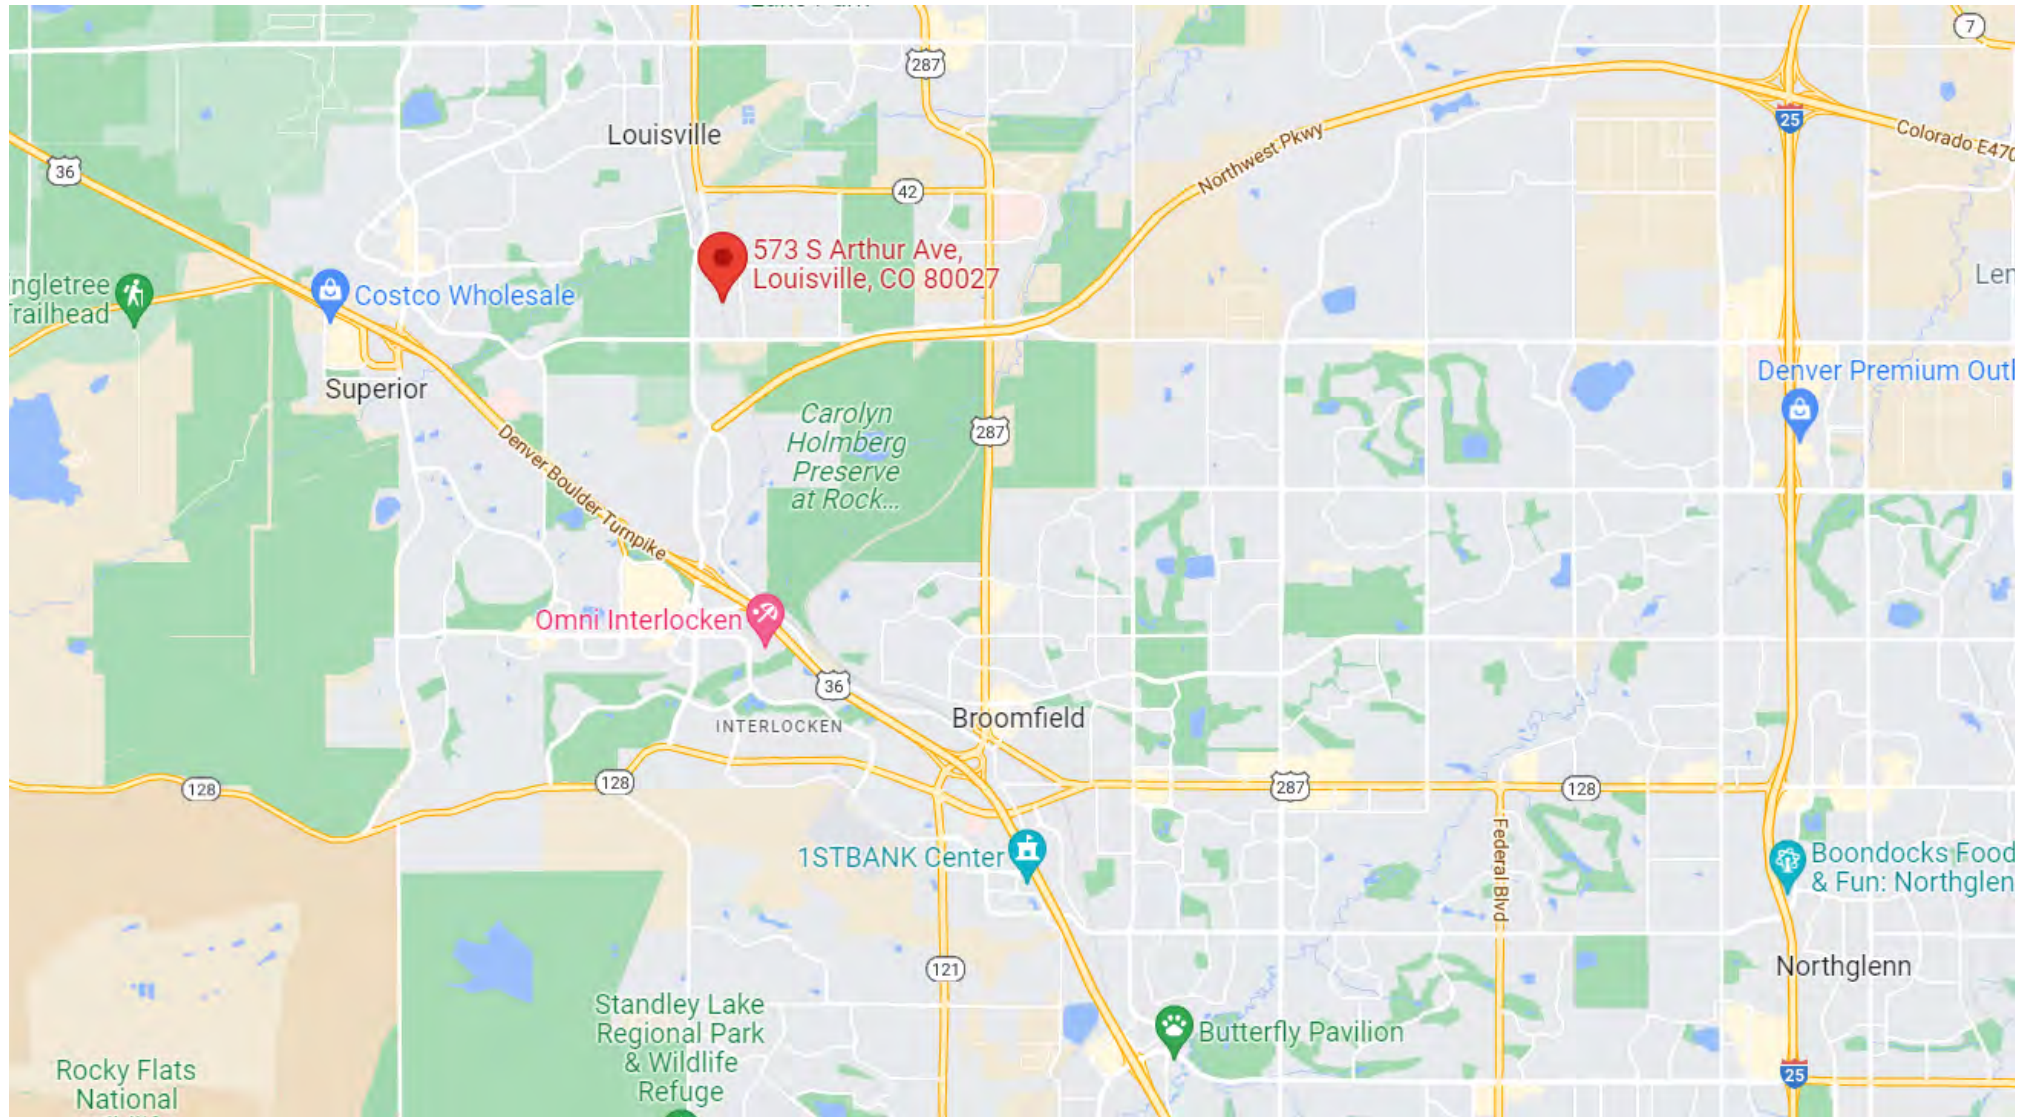 7
287
25
Northwest Pkwy
Colorado E470
Louisville
36
42
573 S Arthur Ave,
Louisville, CO 80027
ngletree
railhead
Costco Wholesale
Superior
Denver Premium Outl
Carolyn
Holmberg
Preserve
at Rock...
287
Denver Boulder Turnpike
Omni Interlocken
36
INTERLOCKEN
Broomfield
128
128
287
128
Federal Blvd
1STBANK Center
Boondocks Food
& Fun: Northglen
121
Northglenn
Standley Lake
Regional Park
& Wildlife
Refuge
Butterfly Pavilion
Rocky Flats
National
25